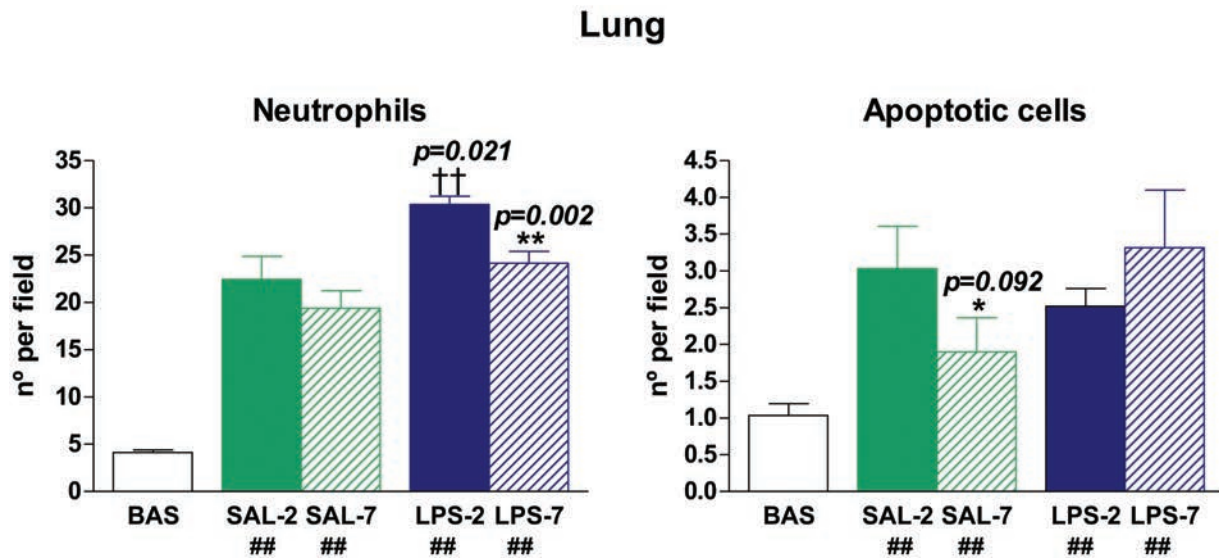 Lung
Neutrophils
nº per field
35
30
25
20
15
10
5
0
p=0.021
††
p=0.002
**
BAS SAL-2 SAL-7 LPS-2 LPS-7
## ## ## ##
Apoptotic cells
nº per field
4.5
4.0
3.5
3.0
2.5
2.0
1.5
1.0
0.5
0.0
p=0.092
*
BAS SAL-2 SAL-7 LPS-2 LPS-7
## ## ## ##